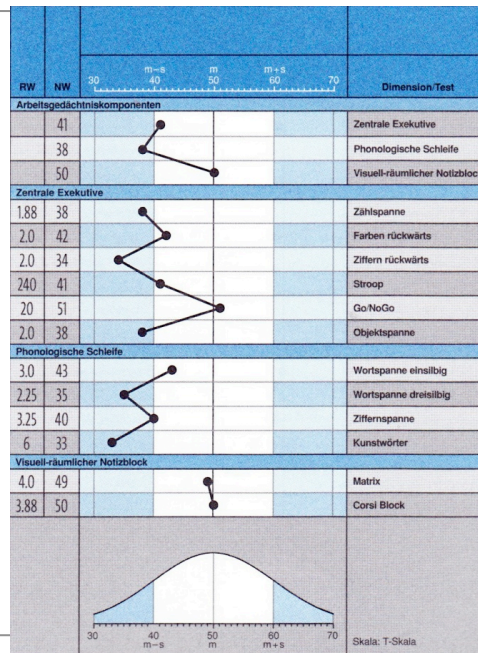 m–s m m+s
RW NW 30 40 50 60 70 Dimension/Test
Arbeitsgedächtniskomponenten
41 Zentrale Exekutive
38 Phonologische Schleife
50 Visuell-räumlicher Notizbloc
Zentrale Exekutive
1.88 38 Zählspanne
2.0 42 Farben rückwärts
2.0 34 Ziffern rückwärts
240 41 Stroop
20 51 Go/NoGo
2.0 38 Objektspanne
Phonologische Schleife
3.0 43 Wortspanne einsilbig
2.25 35 Wortspanne dreisilbig
3.25 40 Ziffernspanne
6 33 Kunstwörter
Visuell-räumlicher Notizblock
4.0 49 Matrix
3.88 50 Corsi Block
30 40 50 60 70
m–s m m+s Skala: T-Skala